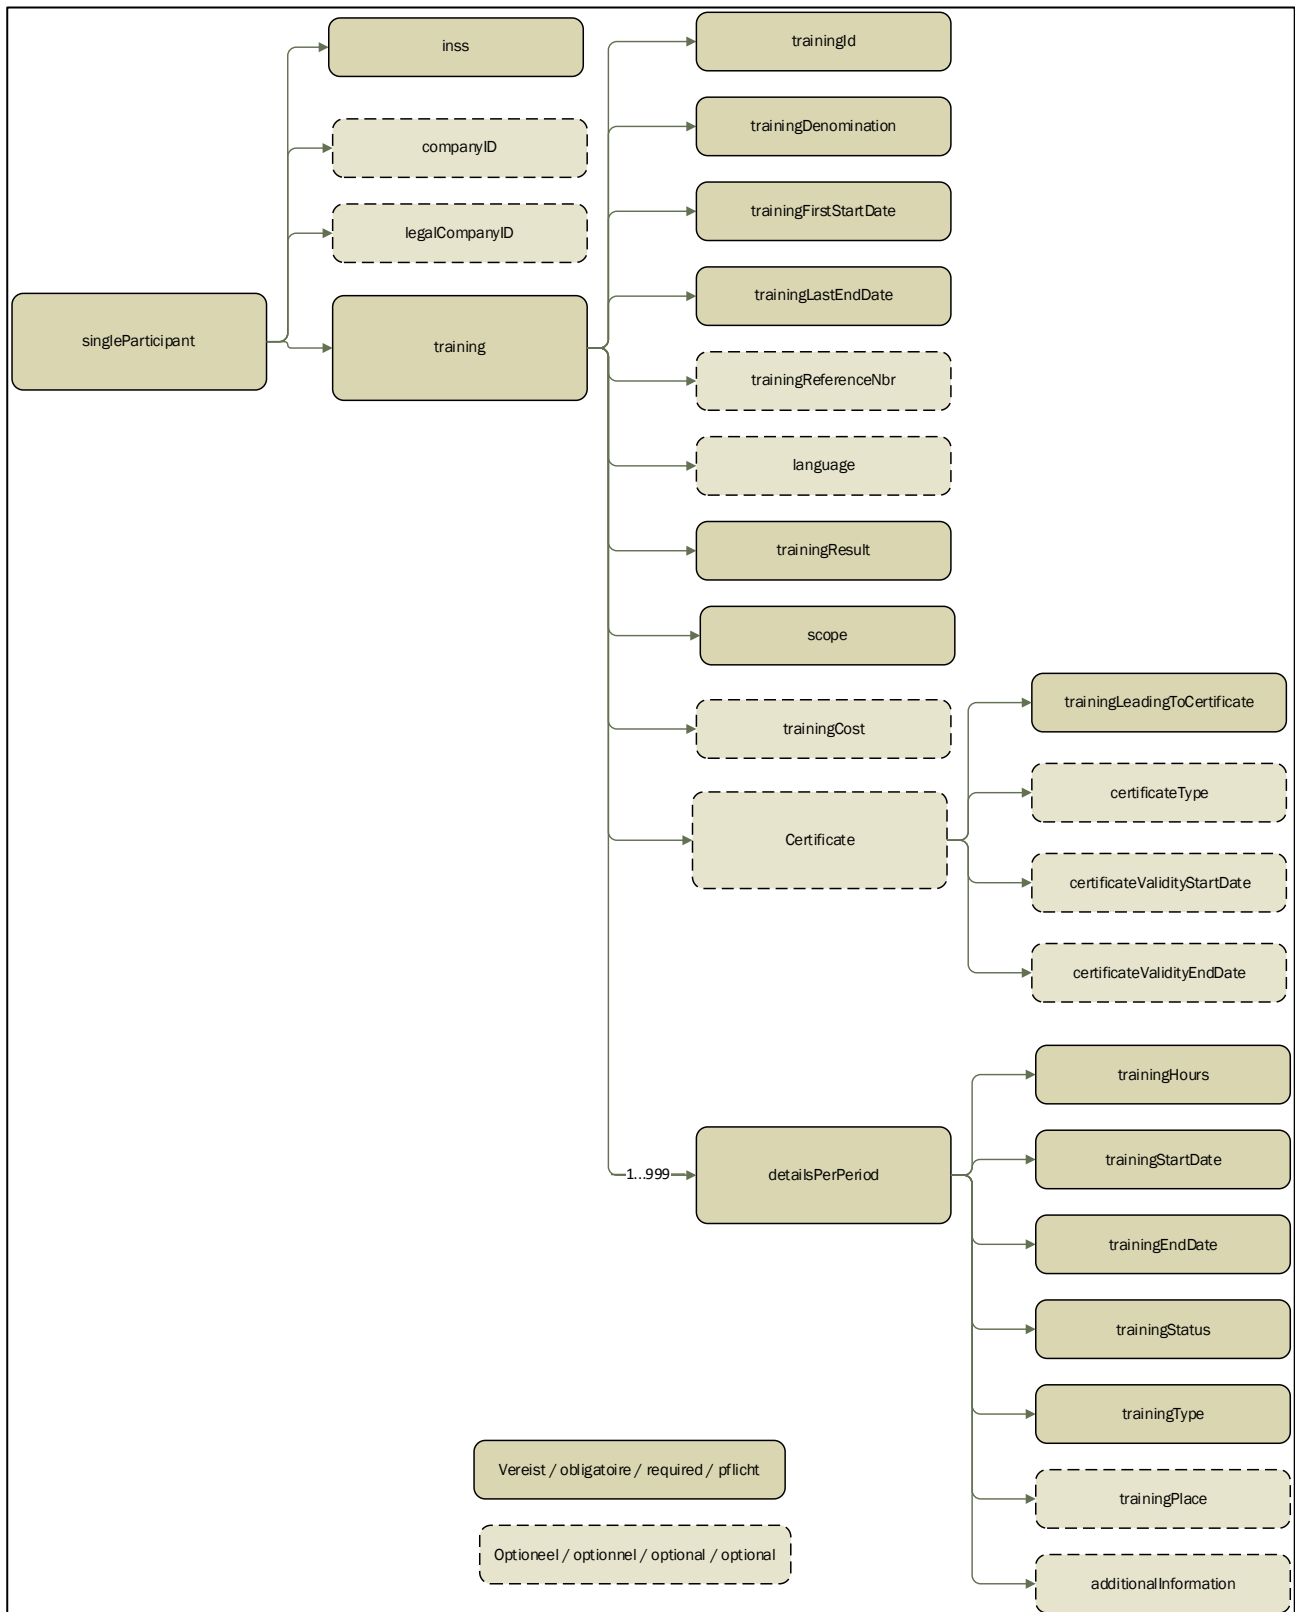 inss
companyID
legalCompanyID
singleParticipant
training
trainingId
trainingDenomination
trainingFirstStartDate
trainingLastEndDate
trainingReferenceNbr
language
trainingResult
scope
trainingCost
Certificate
trainingLeadingToCertificate
certificateType
certificateValidityStartDate
certificateValidityEndDate
1...999
detailsPerPeriod
trainingHours
trainingStartDate
trainingEndDate
trainingStatus
trainingType
trainingPlace
additionalInformation
Vereist / obligatoire / required / pflicht
Optioneel / optionnel / optional / optional